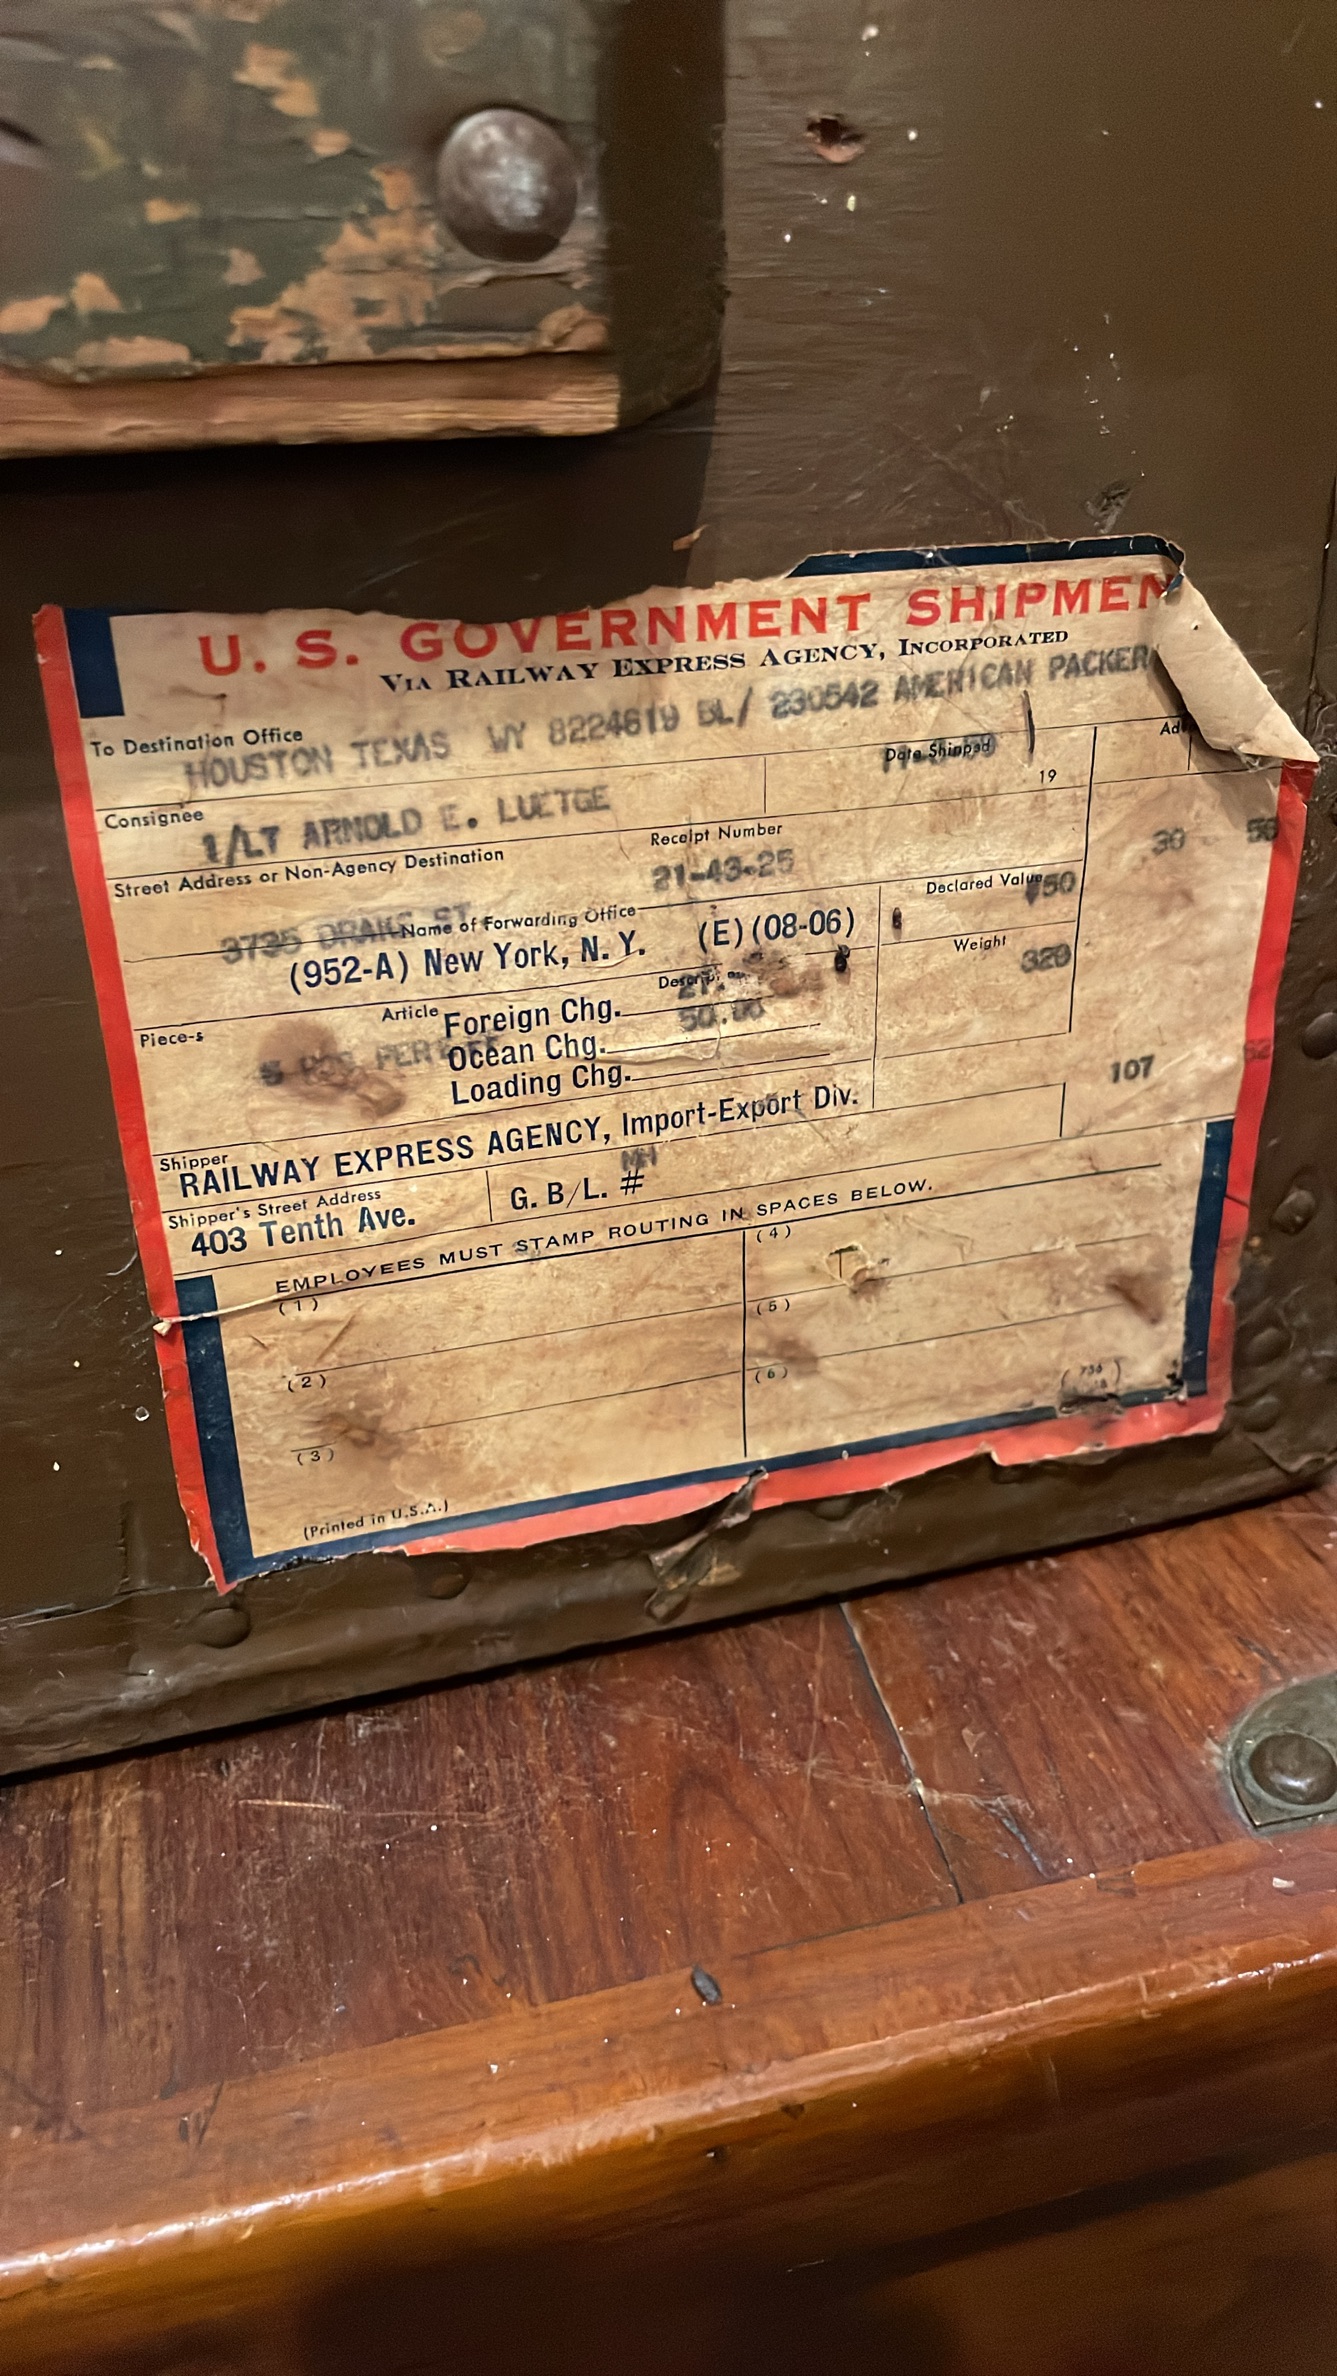 U. S. GOVERNMENT SHIPMEN
VIA RAILWAY EXPRESS AGENCY, INCORPORATED
To Destination Office
HOUSTON TEXAS WY 8224619 BL/ 230542 AMERICAN PACKER
Date Shipped
19
Consignee
1/LT ARNOLD E. LUETGE
Street Address or Non-Agency Destination
Receipt Number
21-43-25
30 56
3735 DRAKE ST
Declared Value
Name of Forwarding Office
(952-A) New York, N. Y. (E) (08-06)
Weight
320
Piece-s
Article
Foreign Chg.
50.00
Ocean Chg.
Loading Chg.
107
Shipper
RAILWAY EXPRESS AGENCY, Import-Export Div.
Shipper's Street Address
403 Tenth Ave.
G. B/L. #
EMPLOYEES MUST STAMP ROUTING IN SPACES BELOW.
(1)
(4)
(2)
(5)
(3)
(6)
(Printed in U.S.A.)